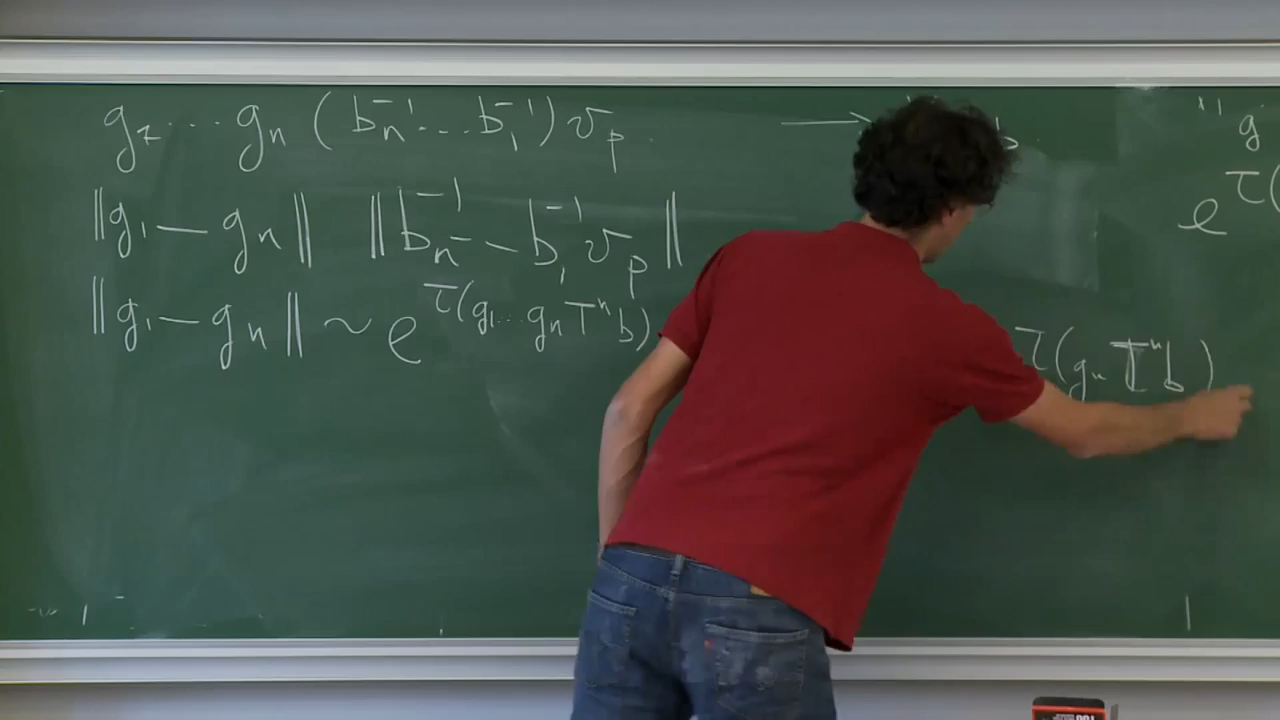 g₂ ... gₙ (bₙ⁻¹ ... b₁⁻¹) v_p → b
"1 g
e^τ(
‖g₁ — gₙ‖ ‖bₙ⁻¹ — b₁⁻¹ v_p‖
‖g₁ — gₙ‖ ~ e^τ(g₁...gₙ Tⁿ b) τ(gₙ Tⁿ b)